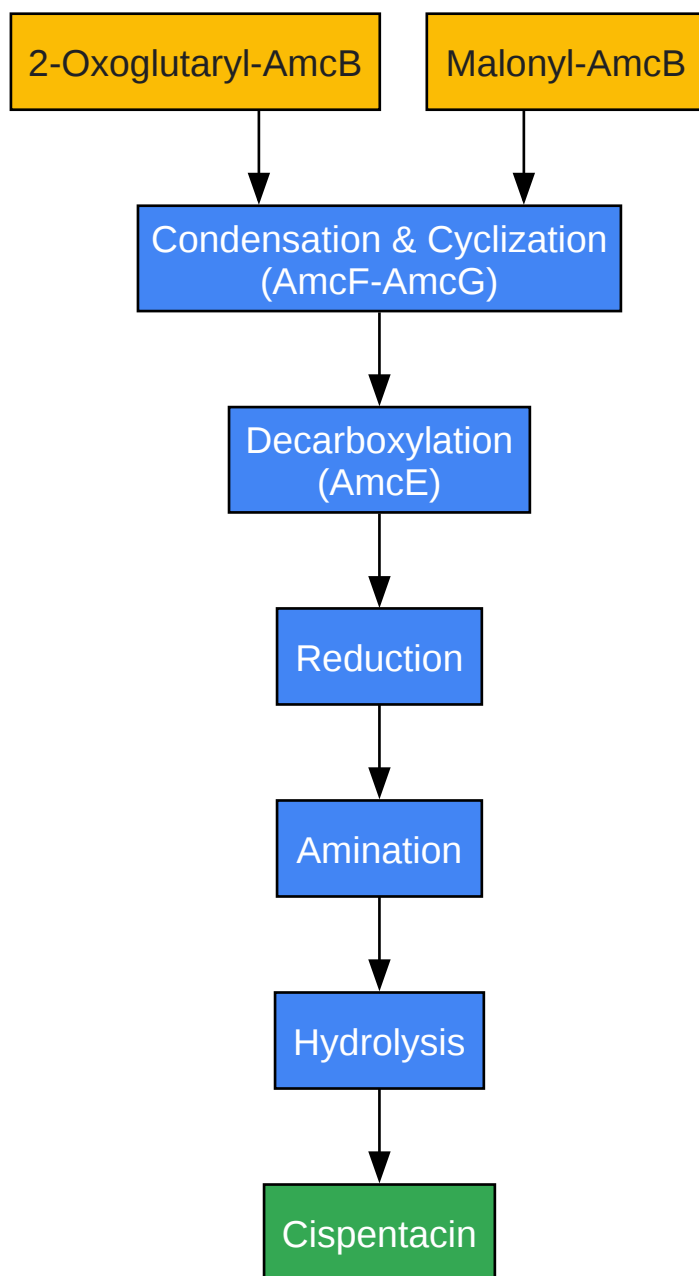 2-Oxoglutaryl-AmcB
Malonyl-AmcB
Condensation & Cyclization
(AmcF-AmcG)
Decarboxylation
(AmcE)
Reduction
Amination
Hydrolysis
Cispentacin